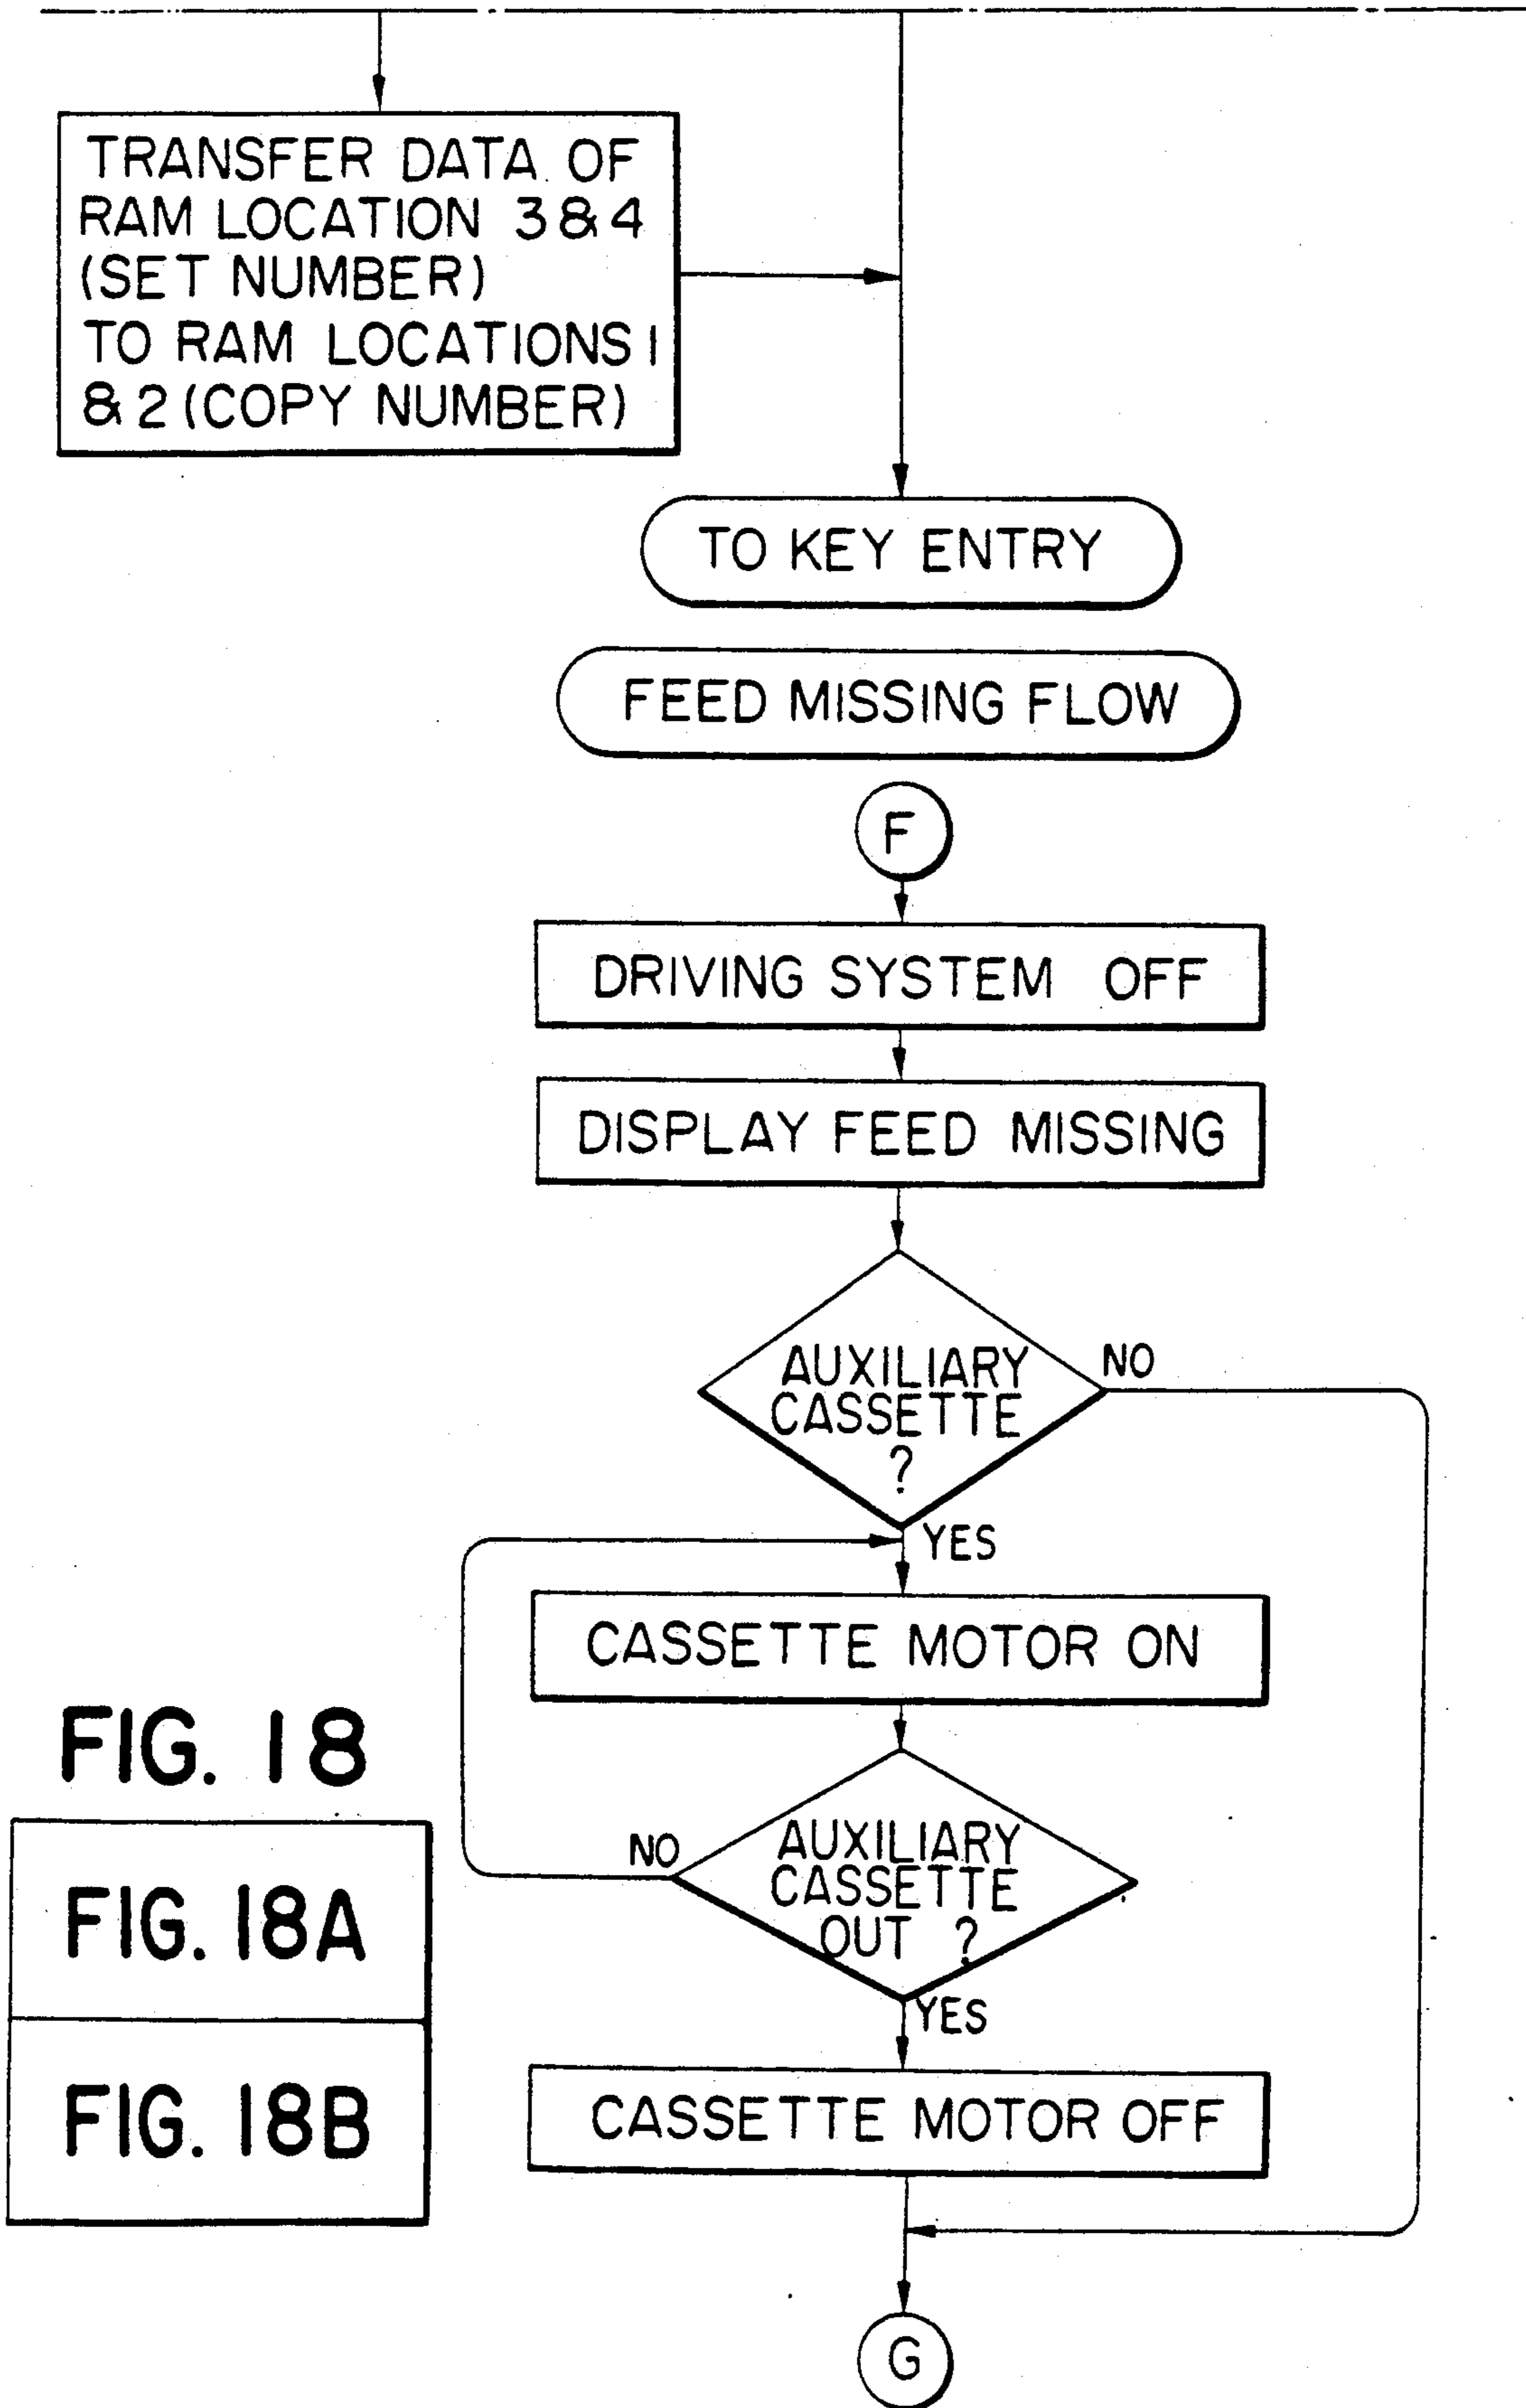 TRANSFER DATA OF
RAM LOCATION 3 & 4
(SET NUMBER)
TO RAM LOCATIONS 1
& 2 (COPY NUMBER)
TO KEY ENTRY
FEED MISSING FLOW
F
DRIVING SYSTEM OFF
DISPLAY FEED MISSING
AUXILIARY
CASSETTE
?
NO
YES
CASSETTE MOTOR ON
AUXILIARY
CASSETTE
OUT ?
NO
YES
CASSETTE MOTOR OFF
G
FIG. 18
FIG. 18A
FIG. 18B